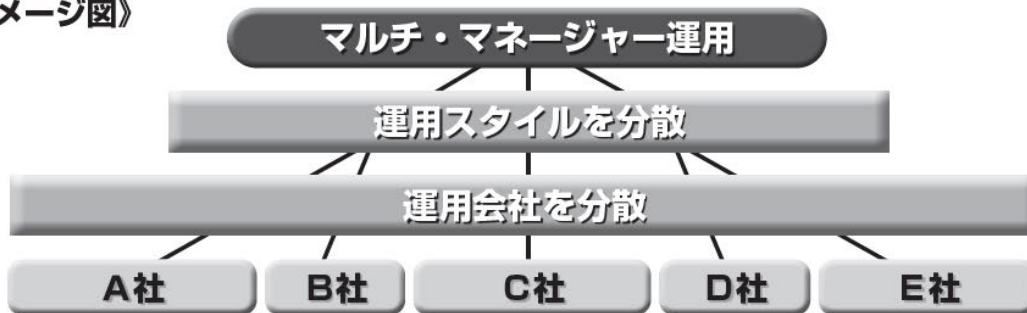 メージ図》
マルチ・マネージャー運用
運用スタイルを分散
運用会社を分散
A社 B社 C社 D社 E社